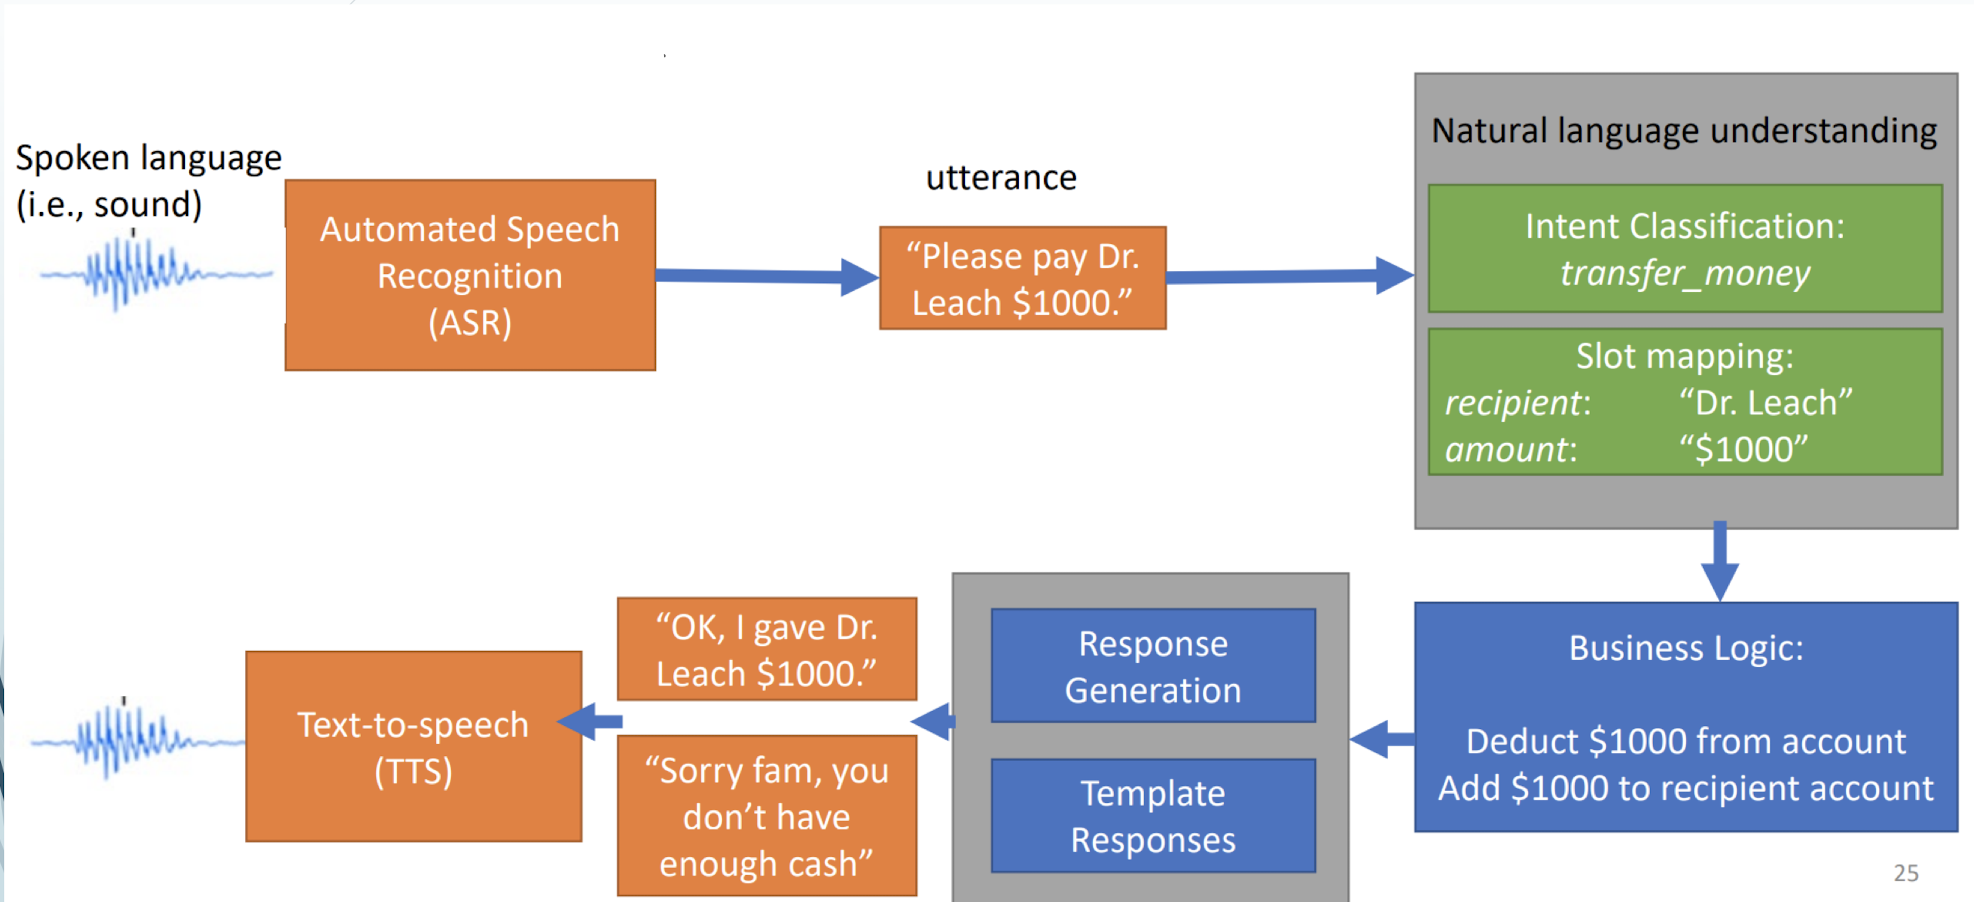 Spoken language
(i.e., sound)
Automated Speech
Recognition
(ASR)
utterance
“Please pay Dr.
Leach $1000.”
Natural language understanding
Intent Classification:
transfer_money
Slot mapping:
recipient: “Dr. Leach”
amount: “$1000”
Business Logic:
Deduct $1000 from account
Add $1000 to recipient account
Response
Generation
Template
Responses
“OK, I gave Dr.
Leach $1000.”
“Sorry fam, you
don’t have
enough cash”
Text-to-speech
(TTS)
25